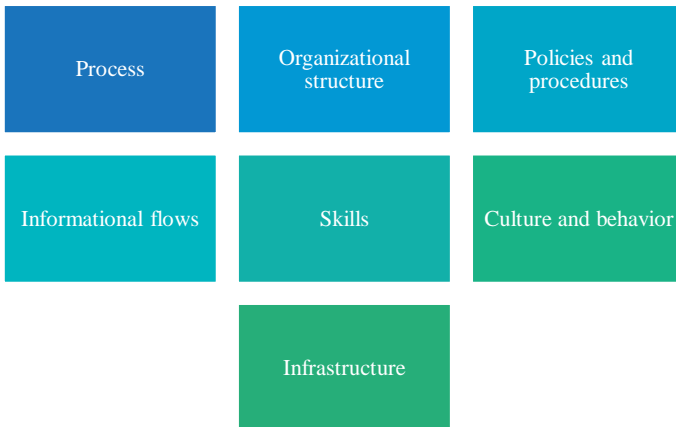 Process
Organizational
structure
Policies and
procedures
Informational flows
Skills
Culture and behavior
Infrastructure